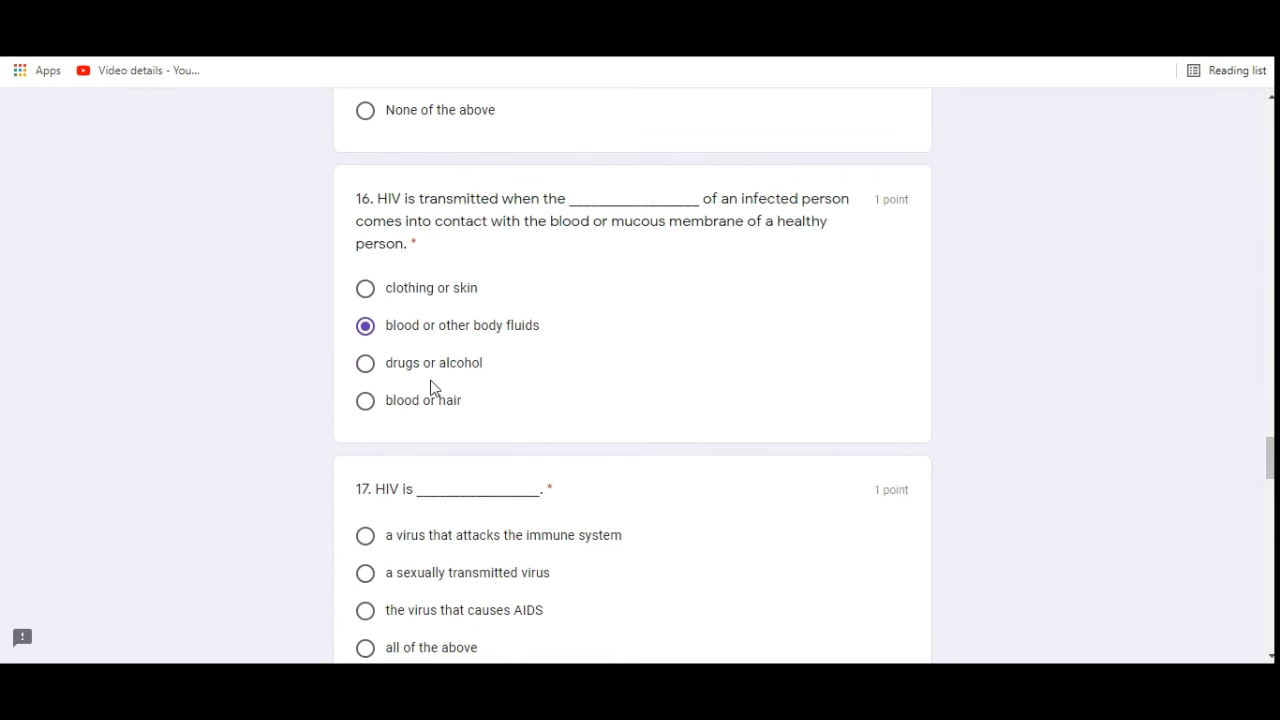 Apps Video details - You... Reading list
None of the above
16. HIV is transmitted when the __________________ of an infected person 1 point
comes into contact with the blood or mucous membrane of a healthy
person. *
clothing or skin
blood or other body fluids
drugs or alcohol
blood or hair
17. HIV is _________________. * 1 point
a virus that attacks the immune system
a sexually transmitted virus
the virus that causes AIDS
all of the above